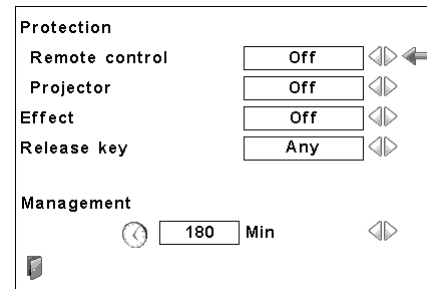 Protection
Remote control Off
Projector Off
Effect Off
Release key Any
Management
180 Min